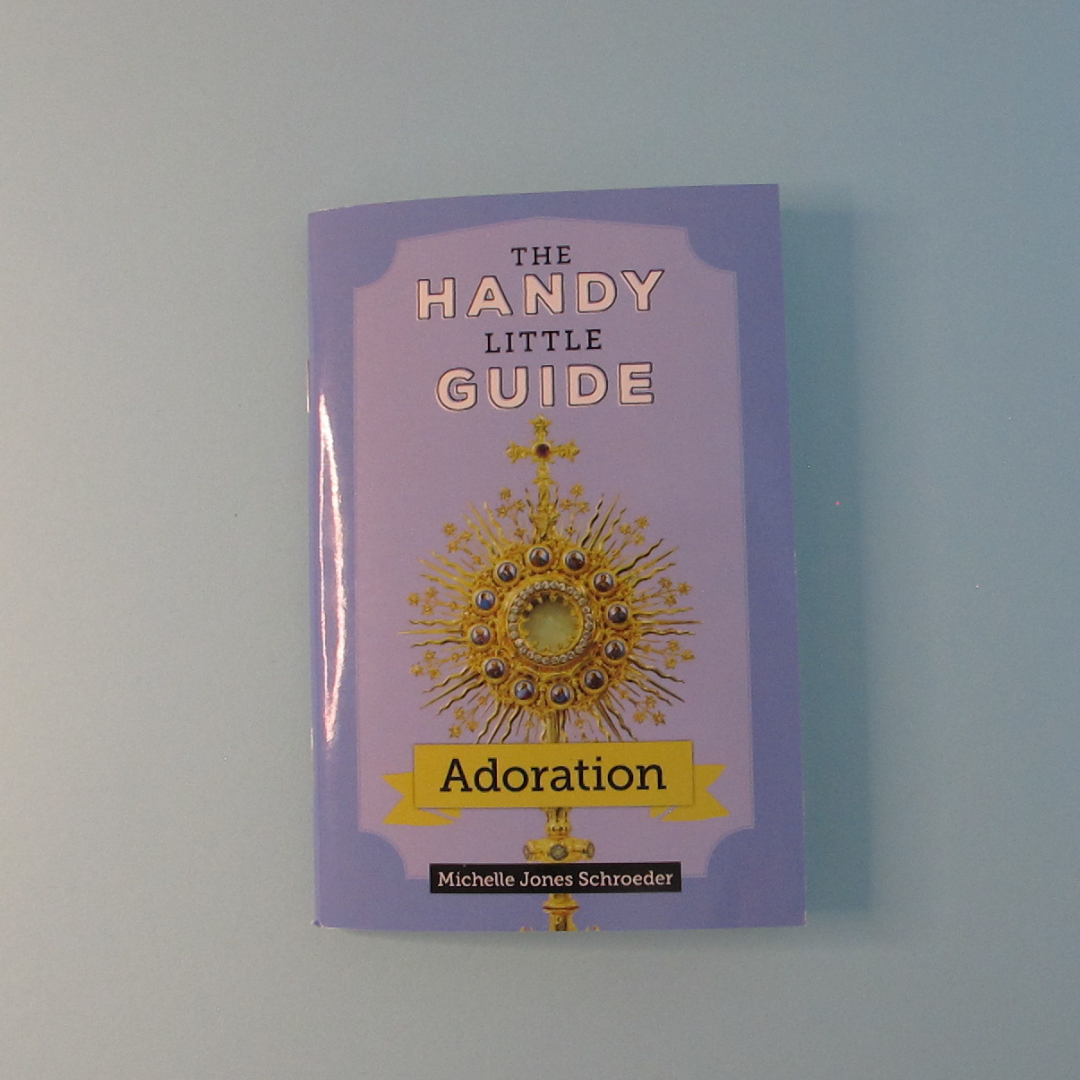 THE
HANDY
LITTLE
GUIDE
Adoration
Michelle Jones Schroeder